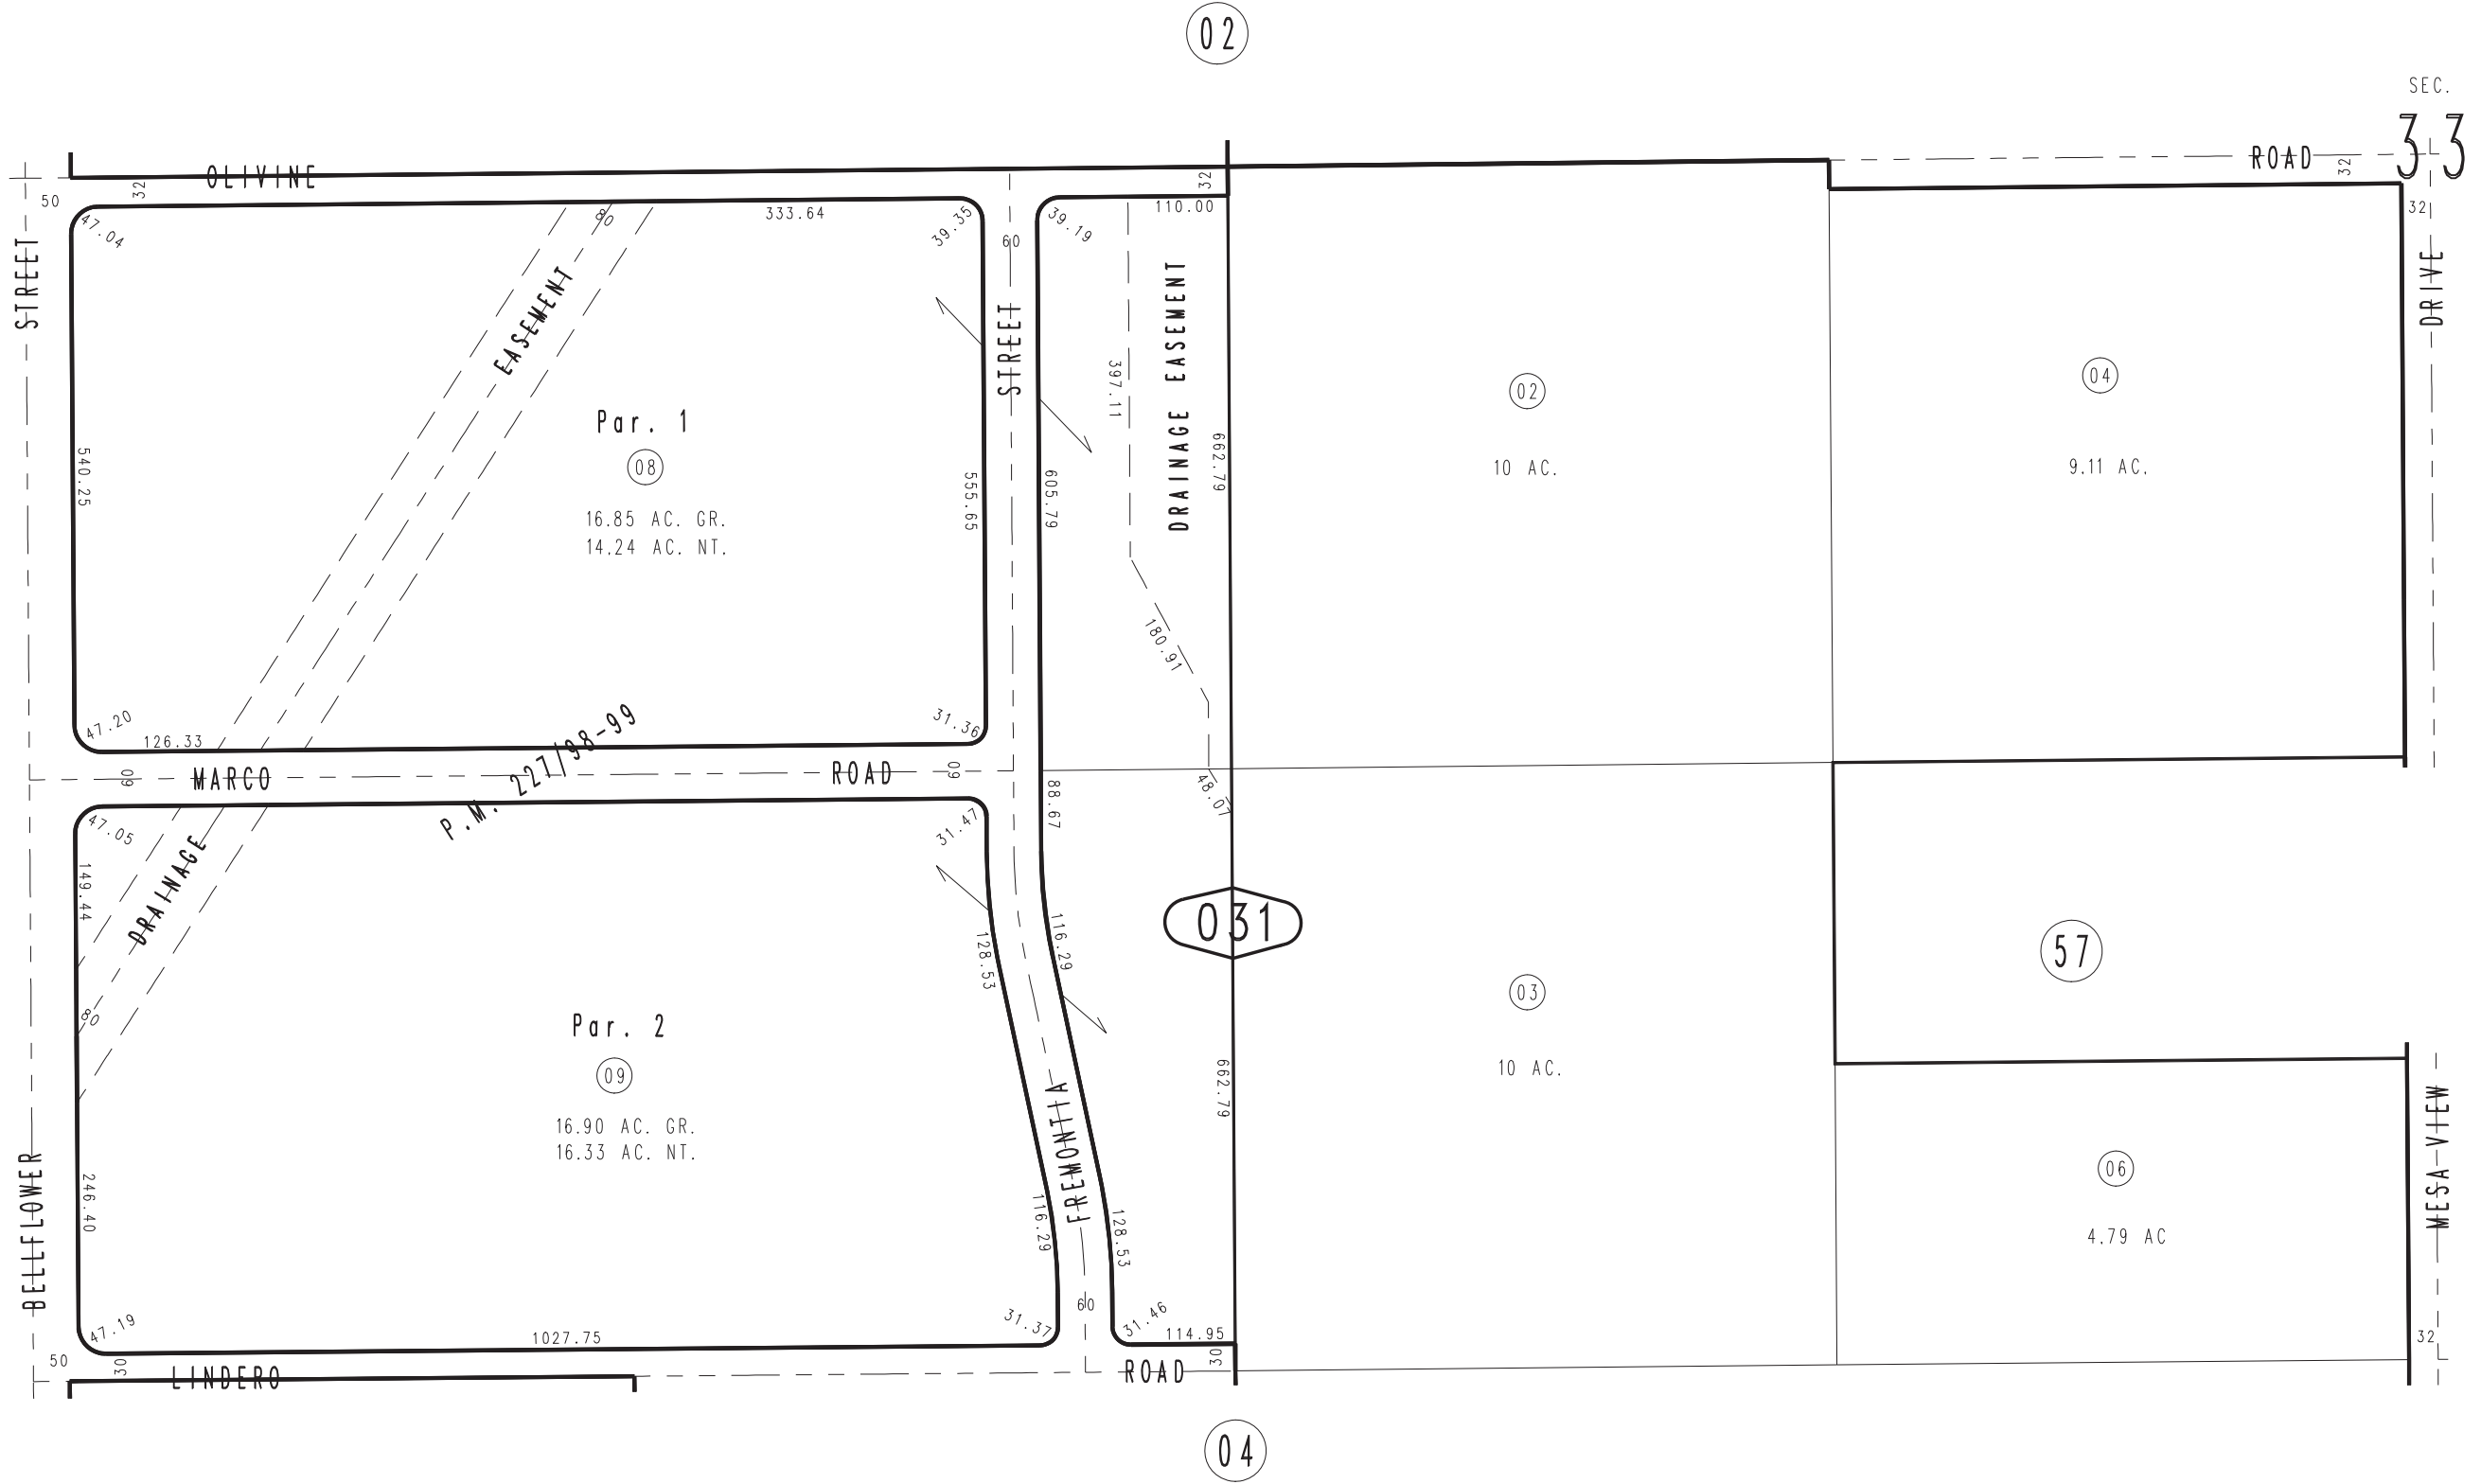 02
SEC.
33
OLIVINE
ROAD
32
32
32
50
47.04
80
333.64
39.35
60
39.19
110.00
32
STREET
EASEMENT
STREET
DRAINAGE EASEMENT
DRIVE
397.11
Par. 1
08
16.85 AC. GR.
14.24 AC. NT.
540.25
555.65
605.79
662.79
02
10 AC.
04
9.11 AC.
180.91
47.20
126.33
31.36
P.M. 227/98-99
60
MARCO
ROAD
60
88.67
48.07
47.05
31.47
149.44
DRAINAGE
80
128.53
116.29
031
57
03
10 AC.
Par. 2
09
16.90 AC. GR.
16.33 AC. NT.
FREMONTIA
662.79
MESA VIEW
06
4.79 AC
BELLFLOWER
246.40
116.29
128.53
60
47.19
1027.75
31.37
31.46
114.95
32
50
30
LINDERO
ROAD
30
04